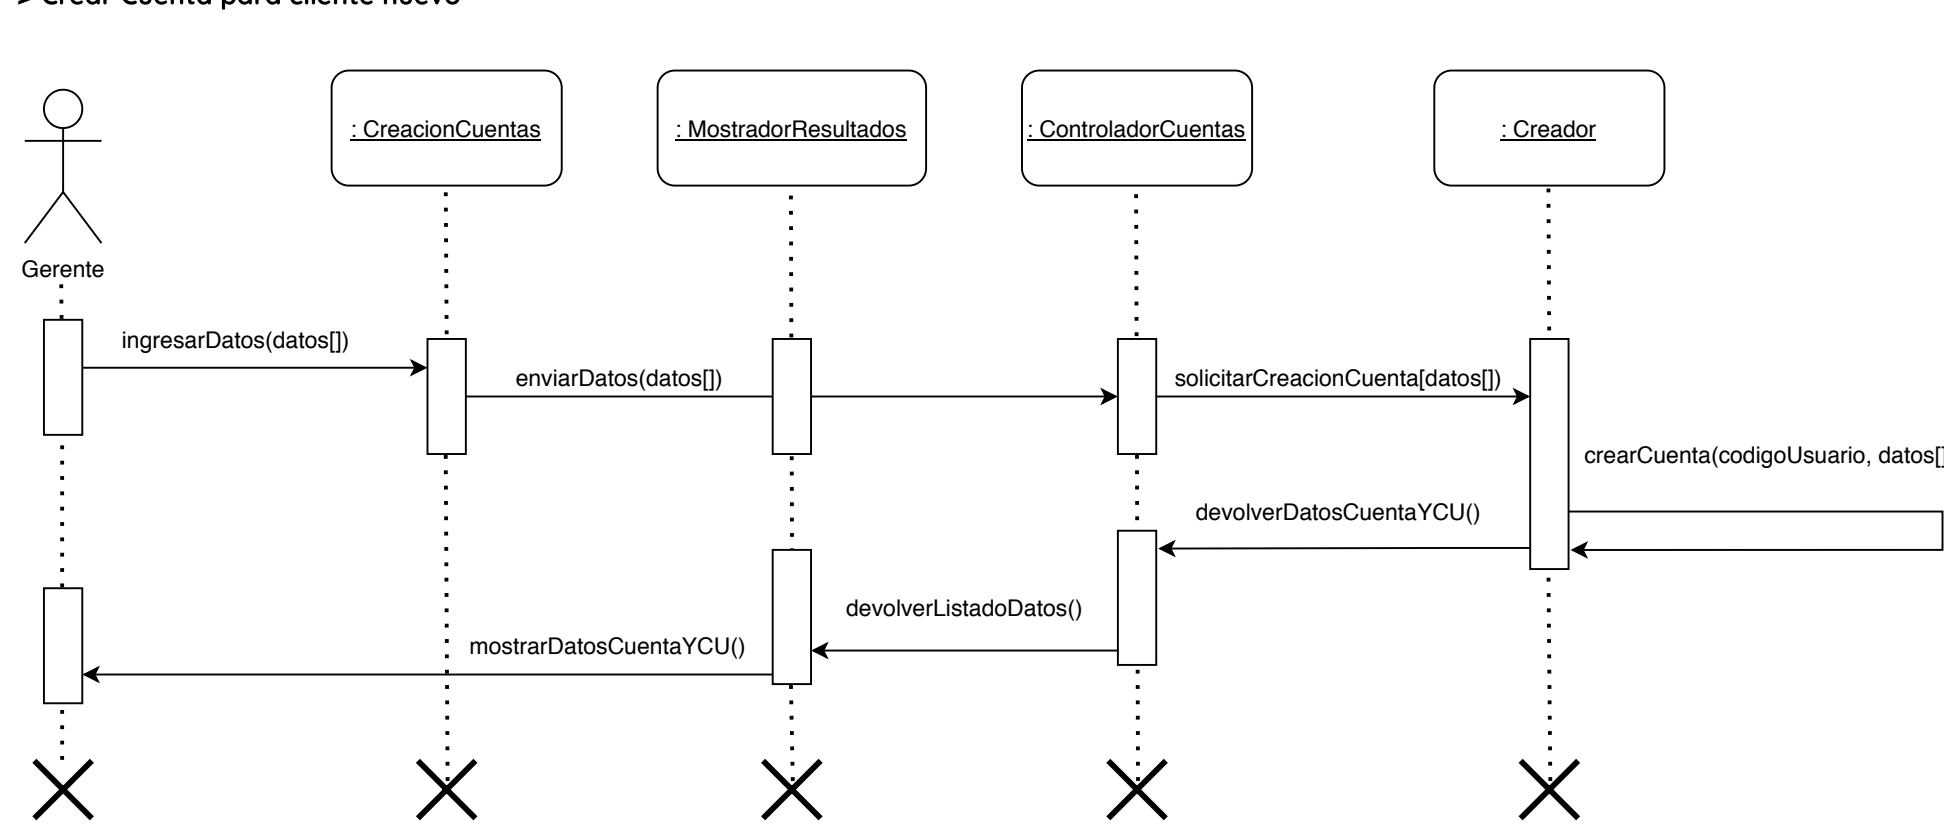 > Crear Cuenta para cliente nuevo
: CreacionCuentas
: MostradorResultados
: ControladorCuentas
: Creador
Gerente
ingresarDatos(datos[])
enviarDatos(datos[])
solicitarCreacionCuenta[datos[])
crearCuenta(codigoUsuario, datos[]
devolverDatosCuentaYCU()
devolverListadoDatos()
mostrarDatosCuentaYCU()